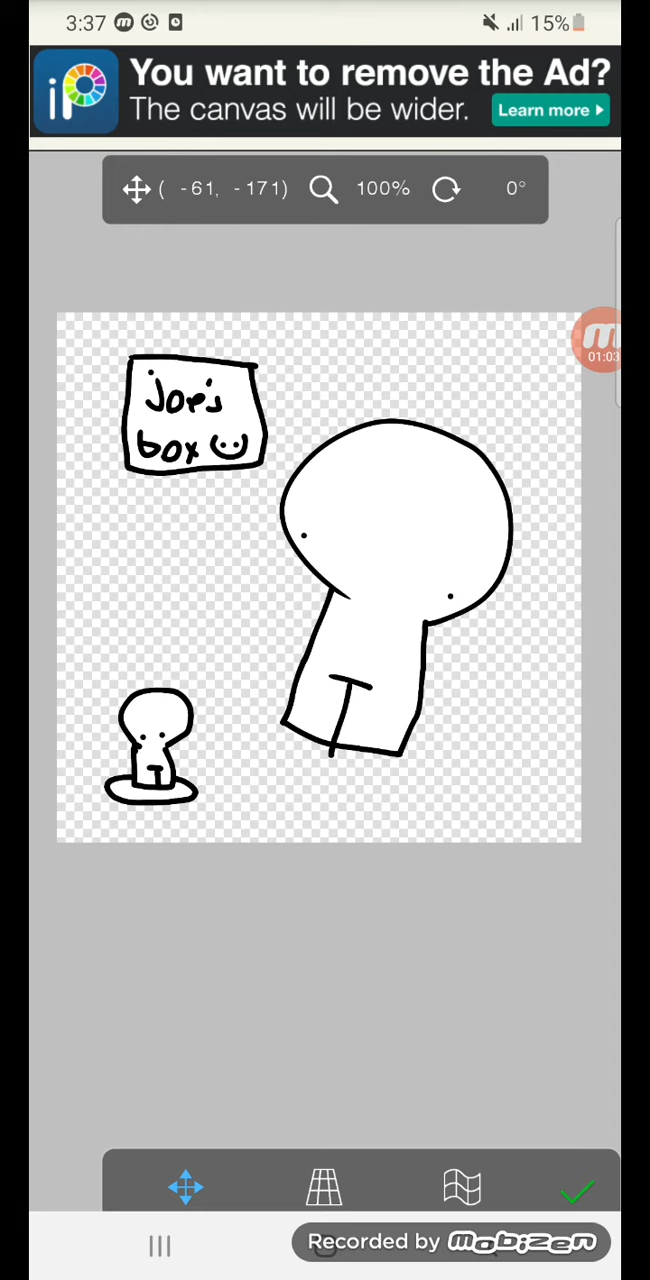 3:37
15%
You want to remove the Ad?
The canvas will be wider.
Learn more
( -61, -171) 100% 0°
01:03
joe's
box
Recorded by mobizen